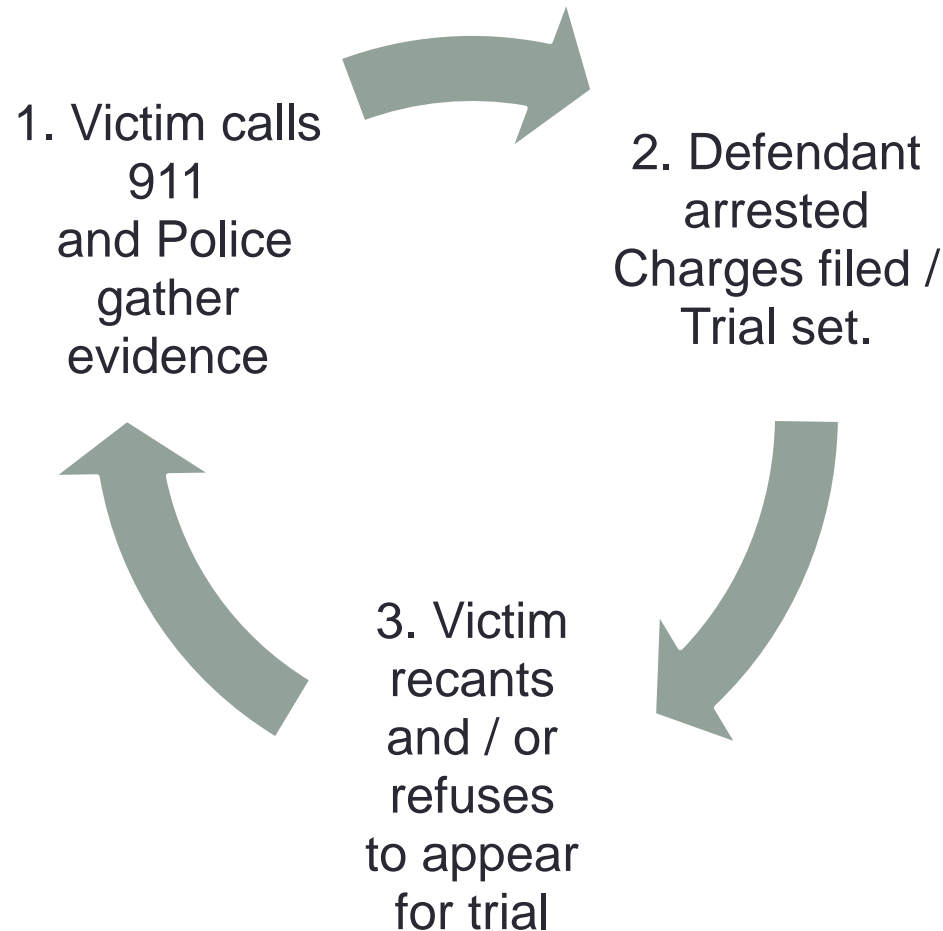 1. Victim calls
911
and Police
gather
evidence
2. Defendant
arrested
Charges filed /
Trial set.
3. Victim
recants
and / or
refuses
to appear
for trial